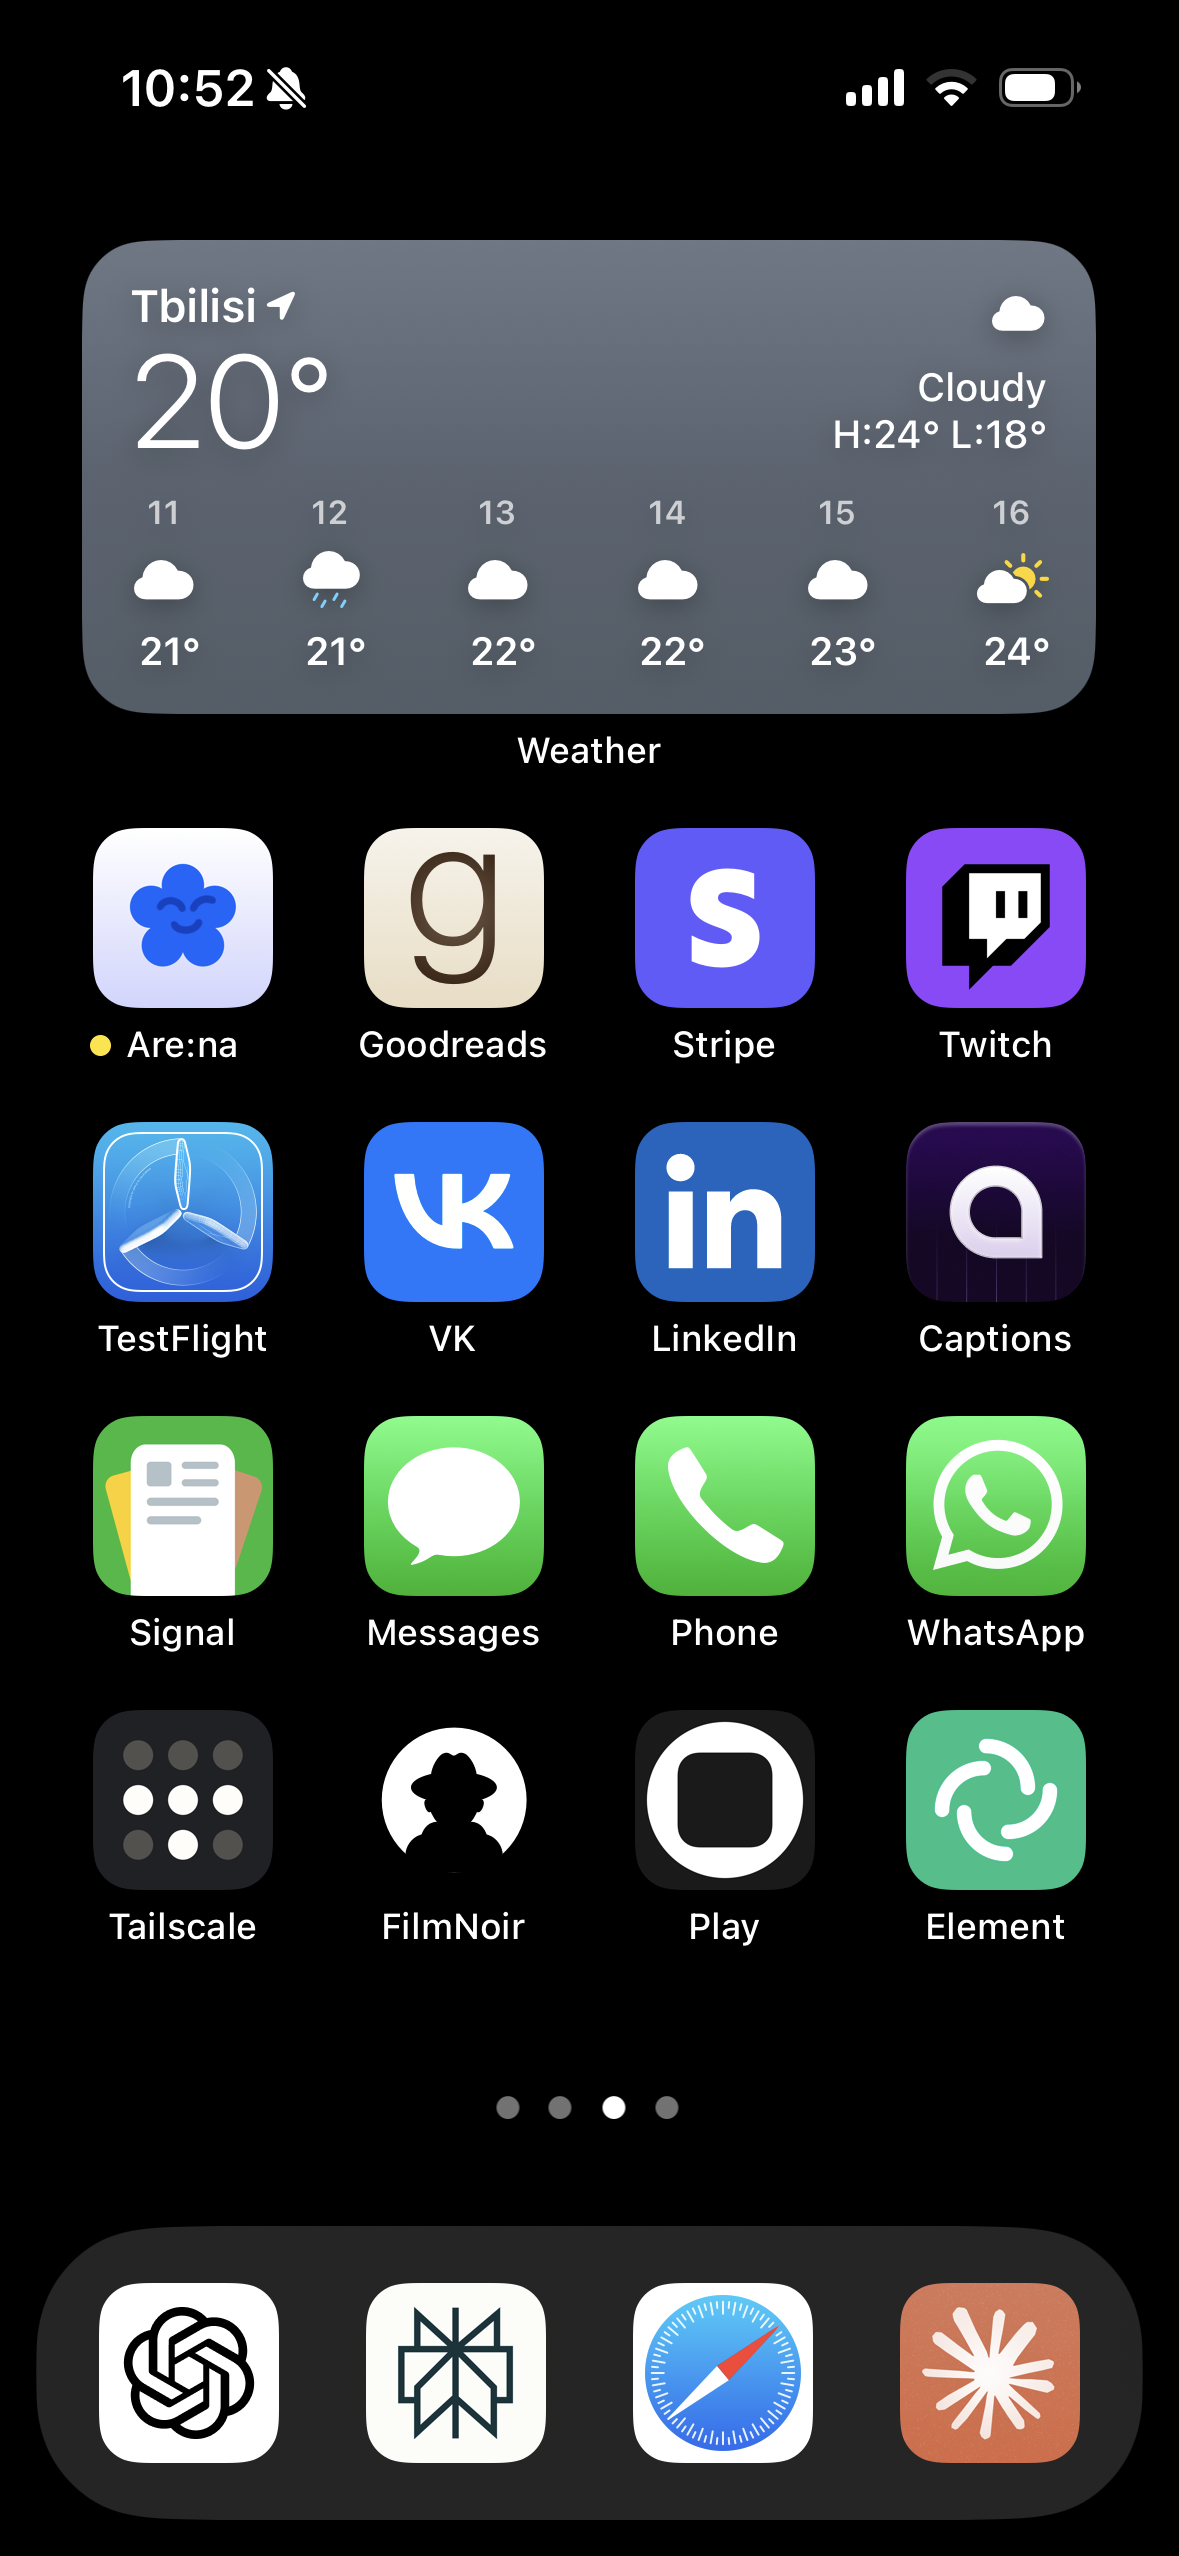 10:52
Tbilisi
20°
Cloudy
H:24° L:18°
11 12 13 14 15 16
21° 21° 22° 22° 23° 24°
Weather
g
S
Are:na Goodreads Stripe Twitch
in
TestFlight VK LinkedIn Captions
Signal Messages Phone WhatsApp
Tailscale FilmNoir Play Element